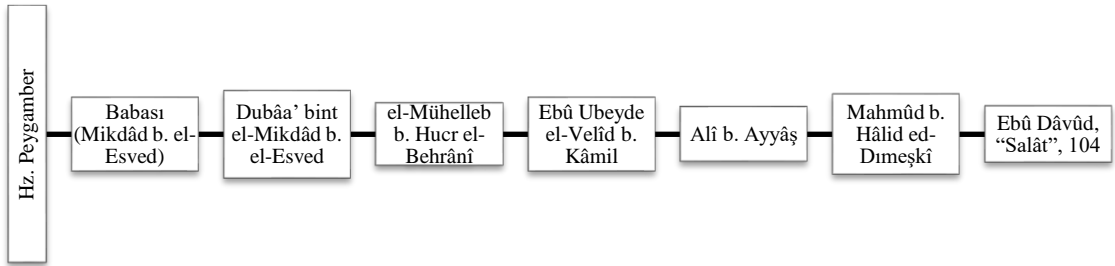 Hz. Peygamber
Babası
(Mikdâd b. el-
Esved)
Dubâa’ bint
el-Mikdâd b.
el-Esved
el-Mühelleb
b. Hucr el-
Behrânî
Ebû Ubeyde
el-Velîd b.
Kâmil
Alî b. Ayyâş
Mahmûd b.
Hâlid ed-
Dımeşkî
Ebû Dâvûd,
“Salât”, 104